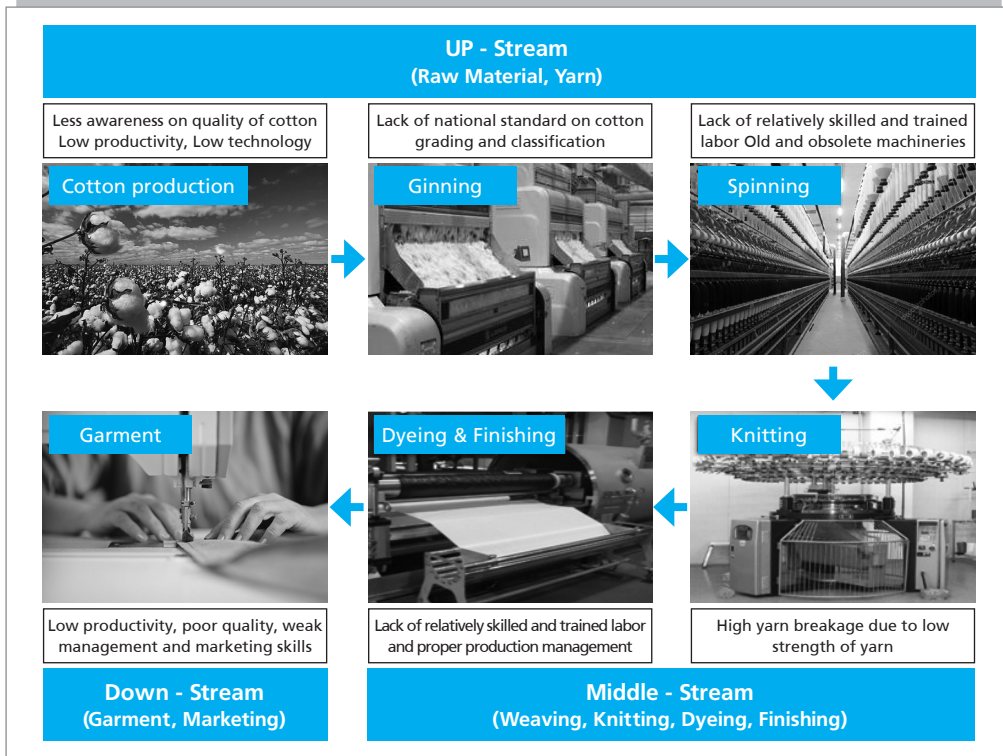 UP - Stream
(Raw Material, Yarn)
Less awareness on quality of cotton
Low productivity, Low technology
Lack of national standard on cotton
grading and classification
Lack of relatively skilled and trained
labor Old and obsolete machineries
Cotton production
Ginning
Spinning
Garment
Dyeing & Finishing
Knitting
Low productivity, poor quality, weak
management and marketing skills
Lack of relatively skilled and trained labor
and proper production management
High yarn breakage due to low
strength of yarn
Down - Stream
(Garment, Marketing)
Middle - Stream
(Weaving, Knitting, Dyeing, Finishing)